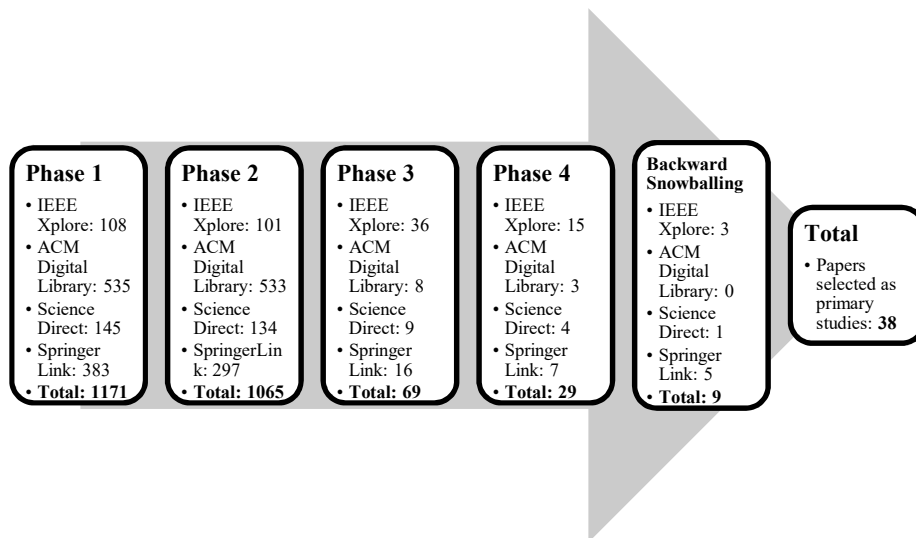 Phase 1
• IEEE
Xplore: 108
• ACM
Digital
Library: 535
• Science
Direct: 145
• Springer
Link: 383
• Total: 1171
Phase 2
• IEEE
Xplore: 101
• ACM
Digital
Library: 533
• Science
Direct: 134
• SpringerLin
k: 297
• Total: 1065
Phase 3
• IEEE
Xplore: 36
• ACM
Digital
Library: 8
• Science
Direct: 9
• Springer
Link: 16
• Total: 69
Phase 4
• IEEE
Xplore: 15
• ACM
Digital
Library: 3
• Science
Direct: 4
• Springer
Link: 7
• Total: 29
Backward
Snowballing
• IEEE
Xplore: 3
• ACM
Digital
Library: 0
• Science
Direct: 1
• Springer
Link: 5
• Total: 9
Total
• Papers
selected as
primary
studies: 38